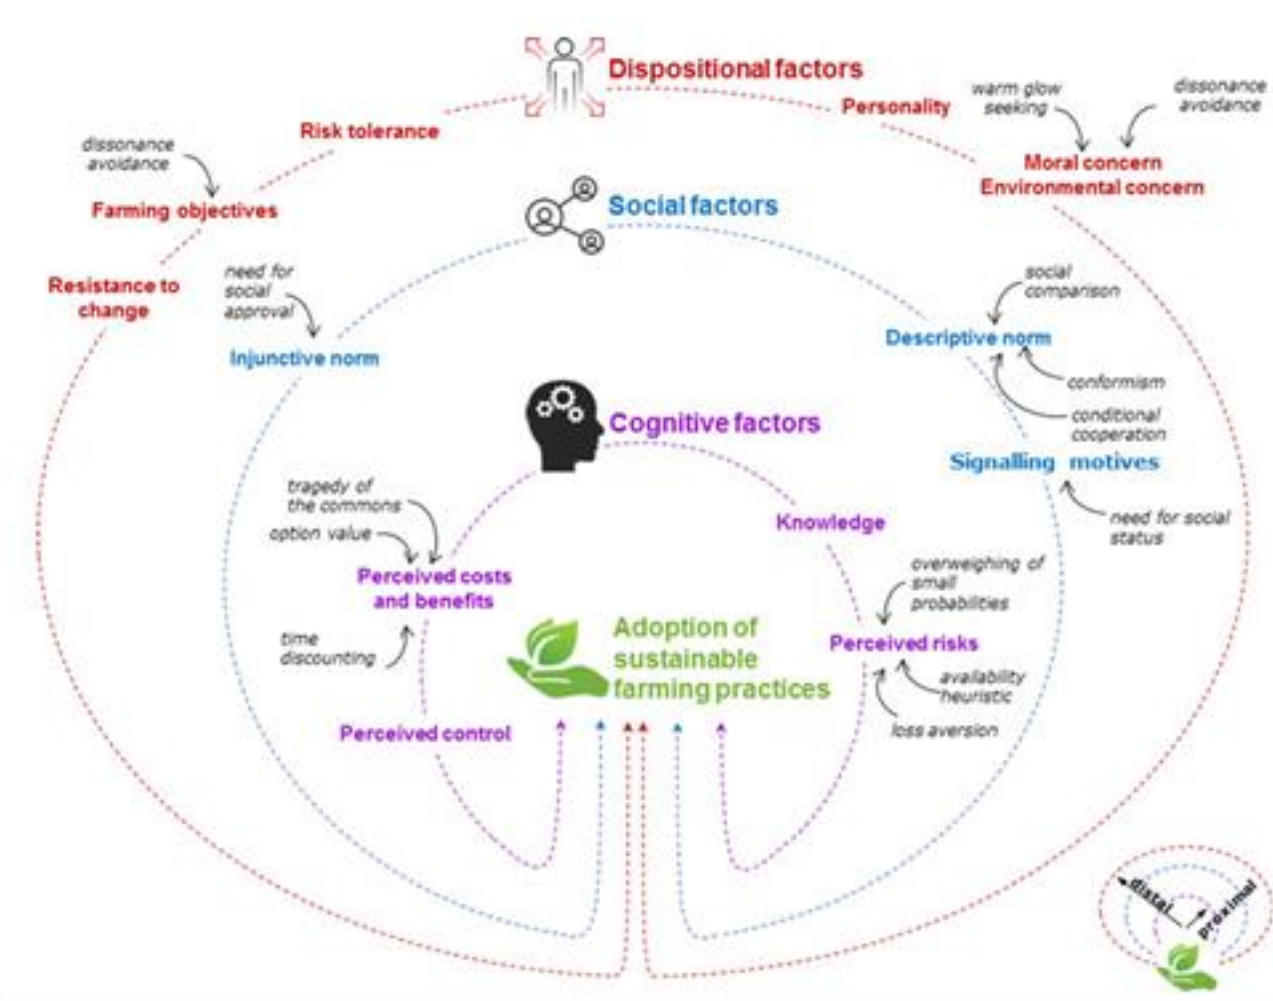 Dispositional factors
Personality
warm glow
seeking
dissonance
avoidance
Moral concern
Environmental concern
Risk tolerance
dissonance
avoidance
Farming objectives
Resistance to
change
Social factors
need for
social
approval
Injunctive norm
social
comparison
Descriptive norm
conformism
conditional
cooperation
Signalling motives
need for social
status
Cognitive factors
tragedy of
the commons
option value
Perceived costs
and benefits
time
discounting
Perceived control
Knowledge
overweighing of
small
probabilities
Perceived risks
availability
heuristic
loss aversion
Adoption of
sustainable
farming practices
distal
proximal